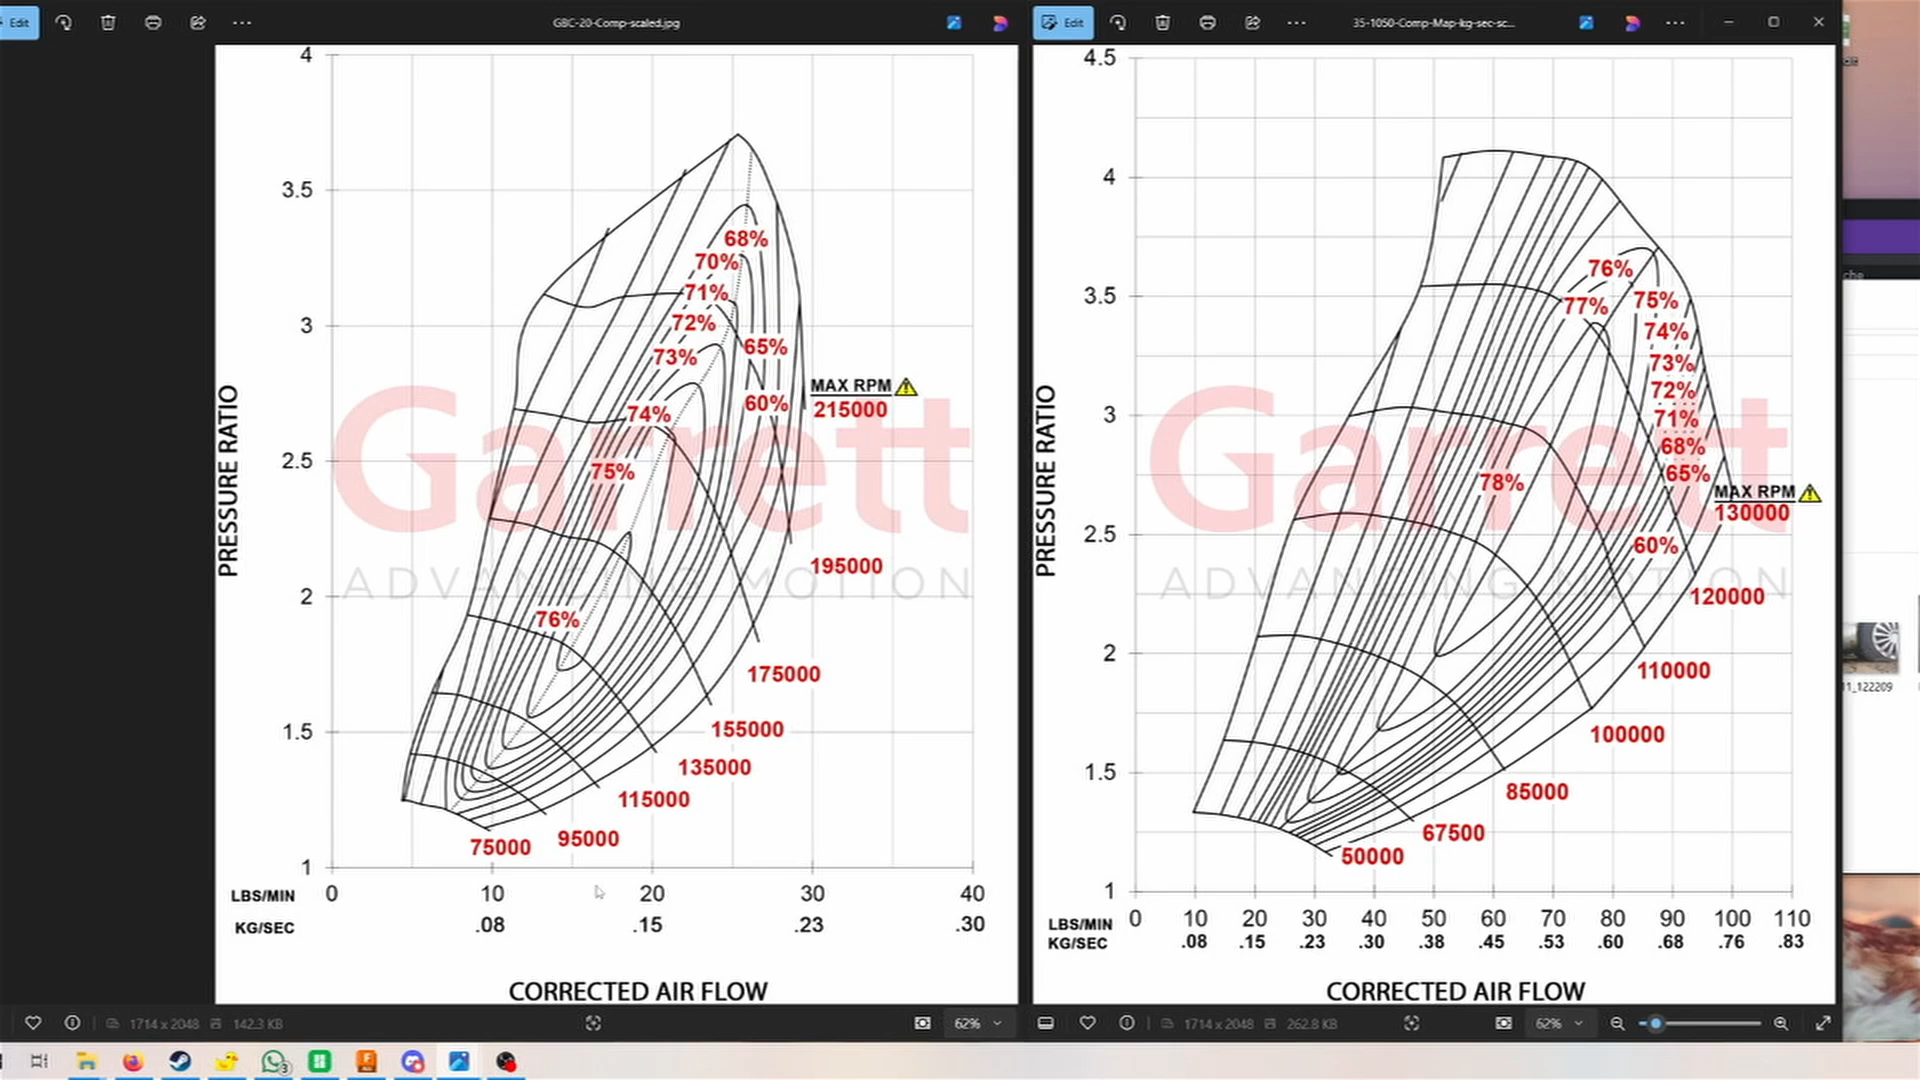 Edit
GBC-20-Comp-scaled.jpg
4
3.5
3
2.5
2
1.5
1
PRESSURE RATIO
68%
70%
71%
72%
73%
65%
60%
74%
75%
76%
MAX RPM
215000
195000
175000
155000
135000
115000
95000
75000
Garrett
ADVANCING MOTION
LBS/MIN 0 10 20 30 40
KG/SEC .08 .15 .23 .30
CORRECTED AIR FLOW
1714 x 2048 142.3 KB 62%
Edit
35-1050-Comp-Map-kg-sec-sc...
4.5
4
3.5
3
2.5
2
1.5
1
PRESSURE RATIO
76%
77%
75%
74%
73%
72%
71%
68%
65%
78%
60%
MAX RPM
130000
120000
110000
100000
85000
67500
50000
Garrett
ADVANCING MOTION
LBS/MIN 0 10 20 30 40 50 60 70 80 90 100 110
KG/SEC .08 .15 .23 .30 .38 .45 .53 .60 .68 .76 .83
CORRECTED AIR FLOW
1714 x 2048 262.8 KB 62%
che
11_122209
3